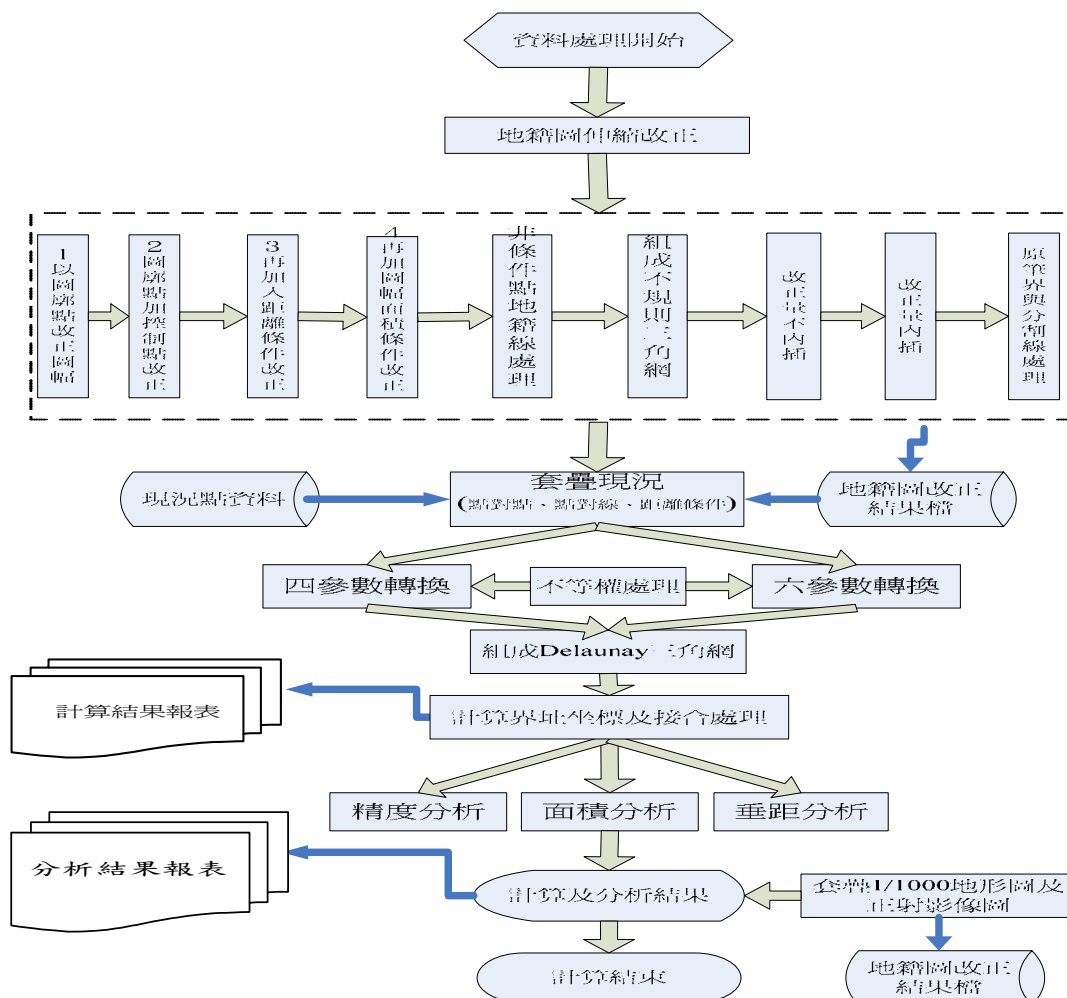 資料處理開始
地籍圖伸縮改正
1以圖廓點改正圖幅
2圖廓點加控制點改正
3再加入距離條件改正
4再加圖幅面積條件改正
非條件點地籍線處理
組成不規則三角網
改正量不內插
改正量內插
原筆界與分割線處理
套疊現況
(點對點、點對線、距離條件)
現況點資料
地籍圖改正
結果檔
四參數轉換
不等權處理
六參數轉換
組成Delaunay三角網
計算結果報表
計算界址坐標及接合處理
精度分析
面積分析
垂距分析
分析結果報表
計算及分析結果
套疊1/1000地形圖及
正射影像圖
計算結束
地籍圖改正
結果檔